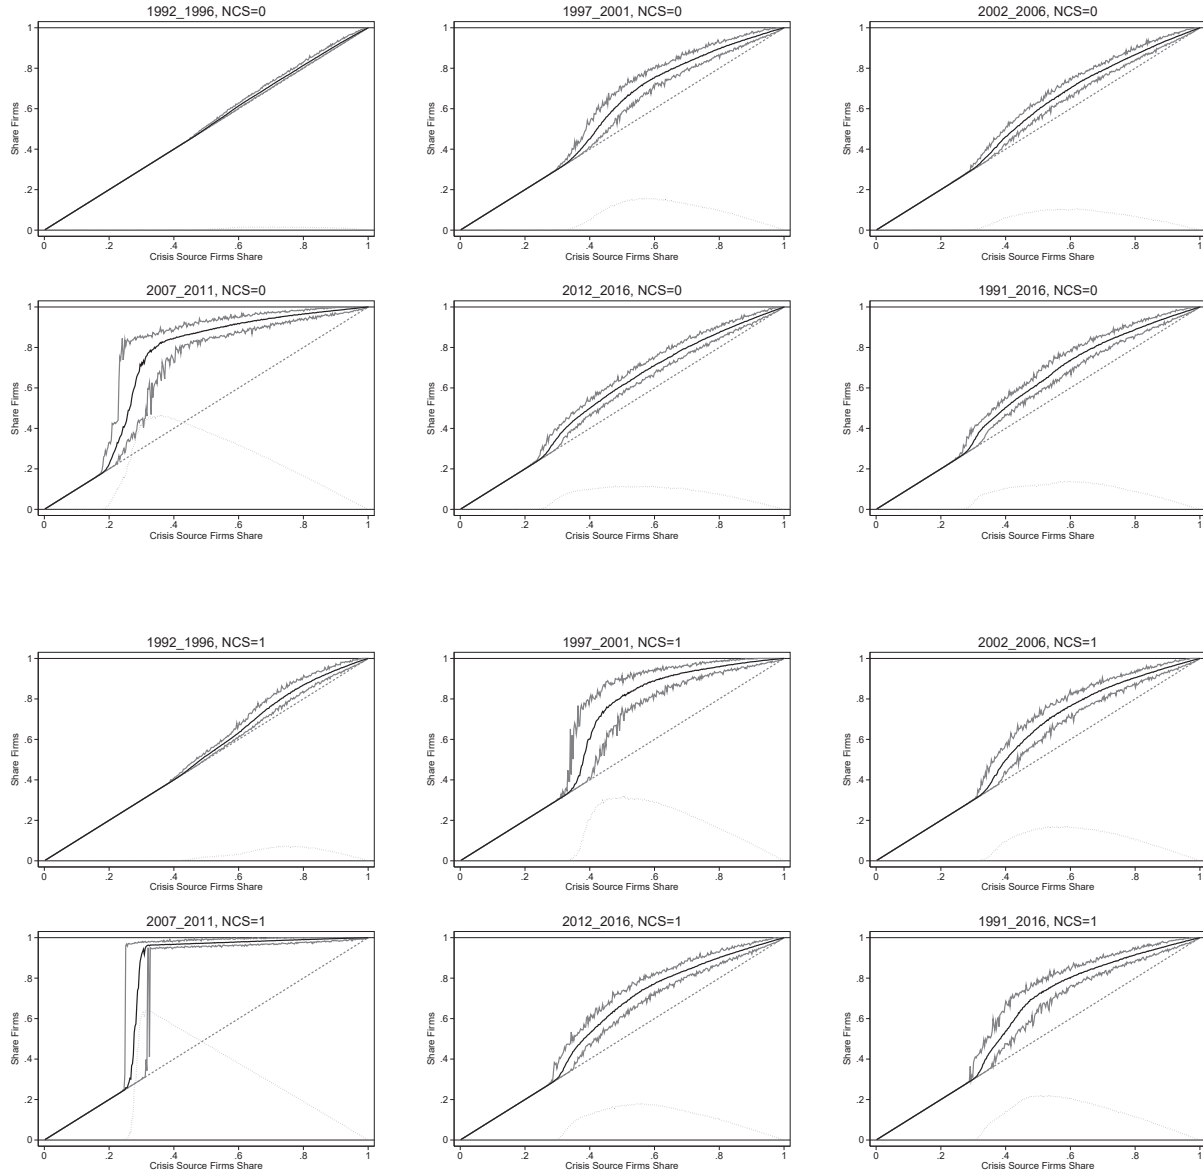 1992_1996, NCS=0
1997_2001, NCS=0
2002_2006, NCS=0
Share Firms
1
.8
.6
.4
.2
0
0 .2 .4 .6 .8 1
Crisis Source Firms Share
Share Firms
1
.8
.6
.4
.2
0
0 .2 .4 .6 .8 1
Crisis Source Firms Share
Share Firms
1
.8
.6
.4
.2
0
0 .2 .4 .6 .8 1
Crisis Source Firms Share
2007_2011, NCS=0
2012_2016, NCS=0
1991_2016, NCS=0
Share Firms
1
.8
.6
.4
.2
0
0 .2 .4 .6 .8 1
Crisis Source Firms Share
Share Firms
1
.8
.6
.4
.2
0
0 .2 .4 .6 .8 1
Crisis Source Firms Share
Share Firms
1
.8
.6
.4
.2
0
0 .2 .4 .6 .8 1
Crisis Source Firms Share
1992_1996, NCS=1
1997_2001, NCS=1
2002_2006, NCS=1
Share Firms
1
.8
.6
.4
.2
0
0 .2 .4 .6 .8 1
Crisis Source Firms Share
Share Firms
1
.8
.6
.4
.2
0
0 .2 .4 .6 .8 1
Crisis Source Firms Share
Share Firms
1
.8
.6
.4
.2
0
0 .2 .4 .6 .8 1
Crisis Source Firms Share
2007_2011, NCS=1
2012_2016, NCS=1
1991_2016, NCS=1
Share Firms
1
.8
.6
.4
.2
0
0 .2 .4 .6 .8 1
Crisis Source Firms Share
Share Firms
1
.8
.6
.4
.2
0
0 .2 .4 .6 .8 1
Crisis Source Firms Share
Share Firms
1
.8
.6
.4
.2
0
0 .2 .4 .6 .8 1
Crisis Source Firms Share